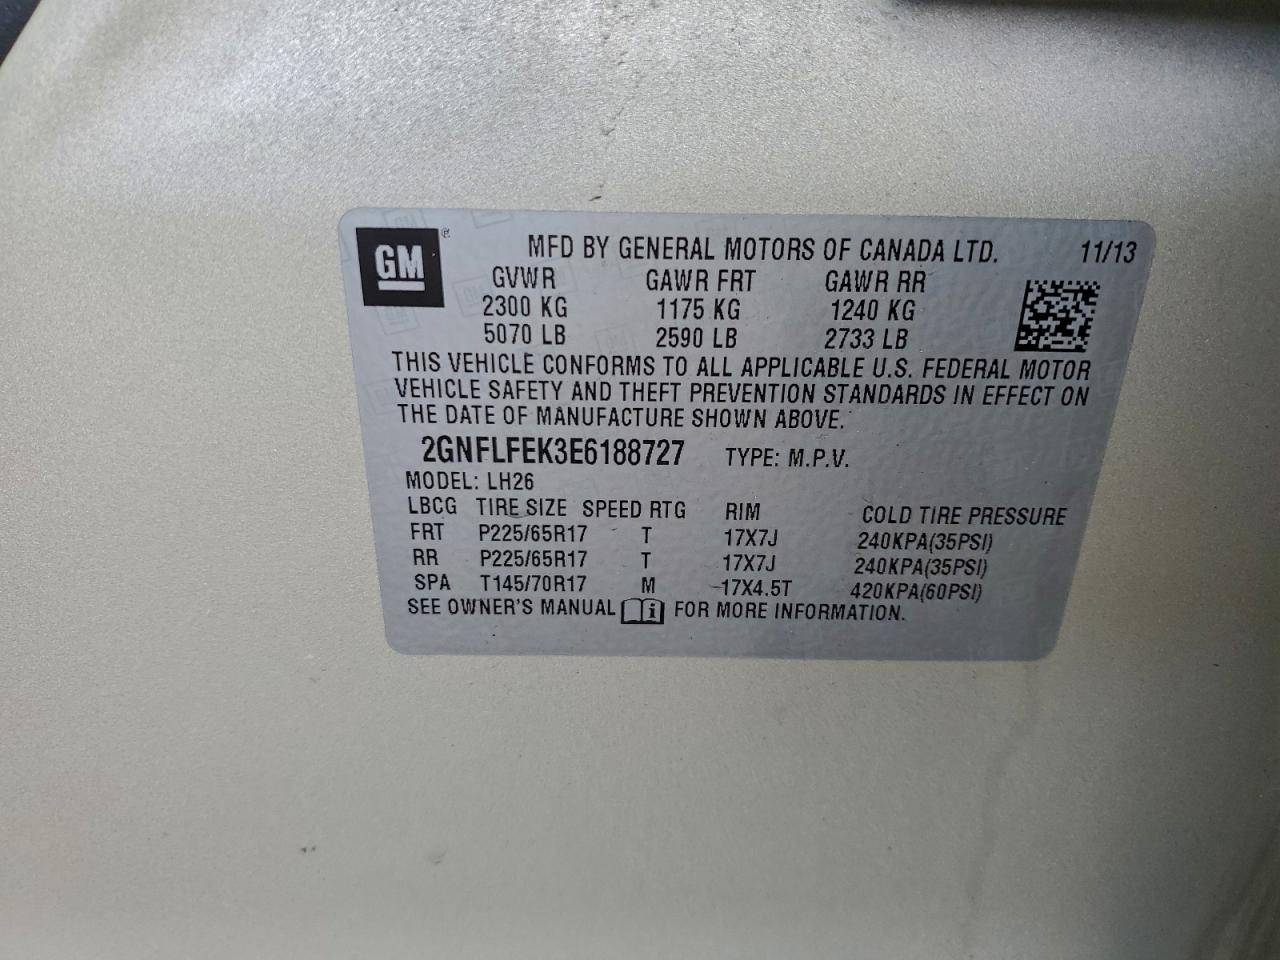 GM ® MFD BY GENERAL MOTORS OF CANADA LTD. 11/13
GVWR GAWR FRT GAWR RR
2300 KG 1175 KG 1240 KG
5070 LB 2590 LB 2733 LB
THIS VEHICLE CONFORMS TO ALL APPLICABLE U.S. FEDERAL MOTOR
VEHICLE SAFETY AND THEFT PREVENTION STANDARDS IN EFFECT ON
THE DATE OF MANUFACTURE SHOWN ABOVE.
2GNFLFEK3E6188727 TYPE: M.P.V.
MODEL: LH26
LBCG TIRE SIZE SPEED RTG RIM COLD TIRE PRESSURE
FRT P225/65R17 T 17X7J 240KPA(35PSI)
RR P225/65R17 T 17X7J 240KPA(35PSI)
SPA T145/70R17 M 17X4.5T 420KPA(60PSI)
SEE OWNER'S MANUAL i FOR MORE INFORMATION.